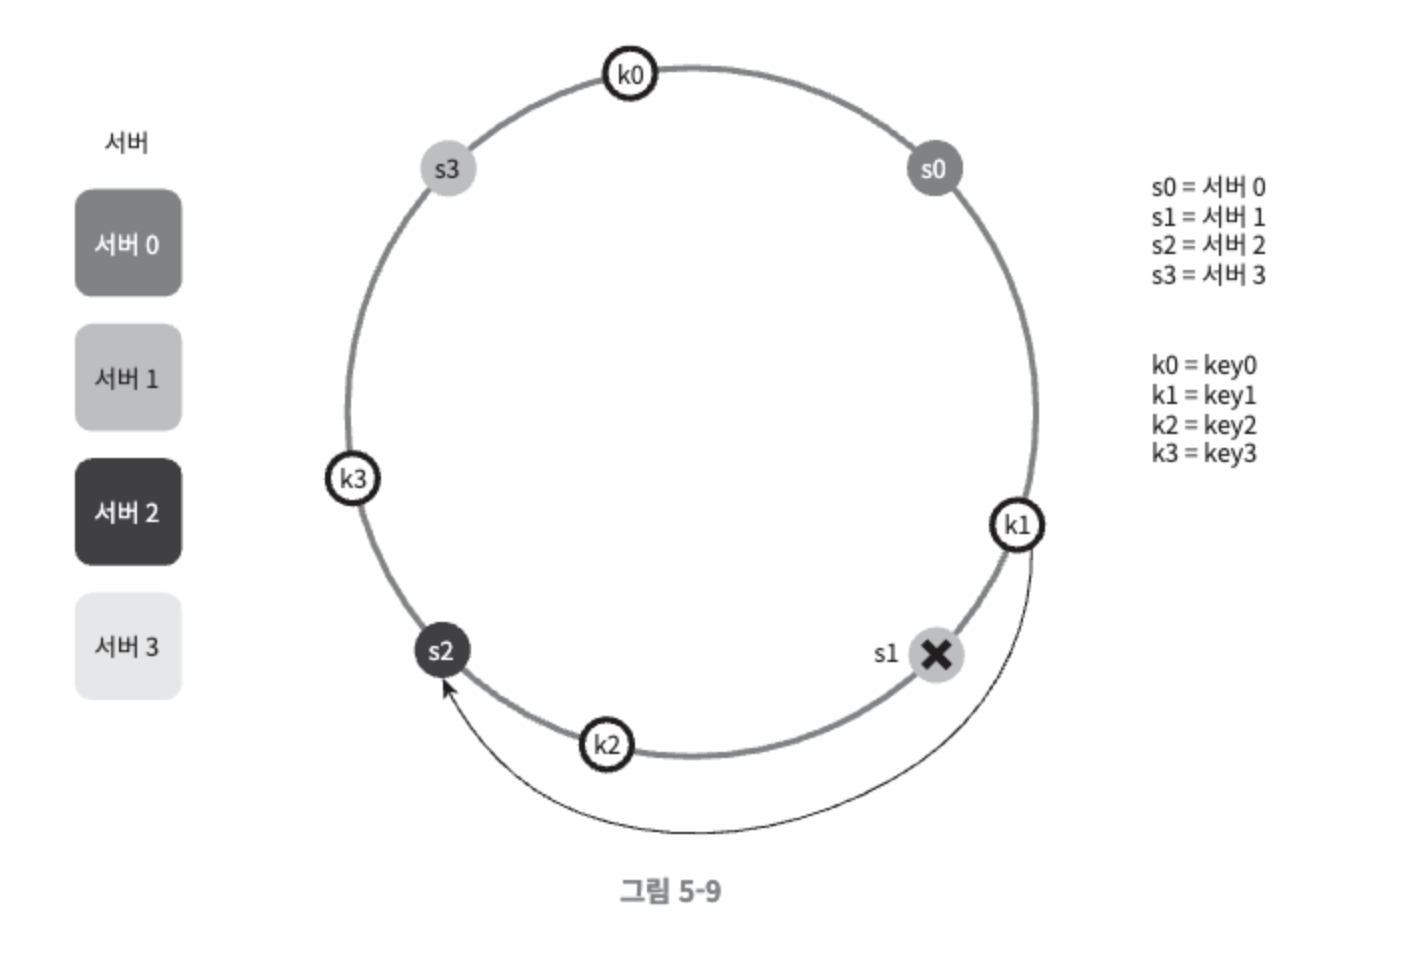 서버
서버 0
서버 1
서버 2
서버 3
k0
s3
s0
k3
k1
s2
s1
k2
s0 = 서버 0
s1 = 서버 1
s2 = 서버 2
s3 = 서버 3
k0 = key0
k1 = key1
k2 = key2
k3 = key3
그림 5-9